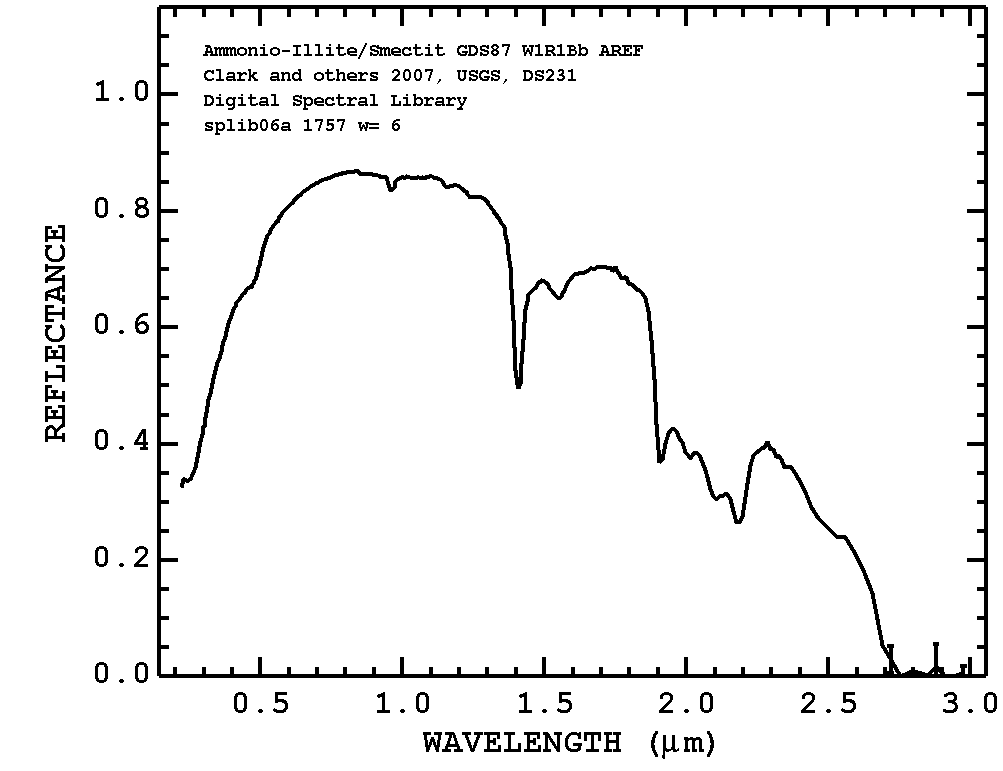 Ammonio-Illite/Smectit GDS87 W1R1Bb AREF
Clark and others 2007, USGS, DS231
Digital Spectral Library
splib06a 1757 w= 6
REFLECTANCE
1.0
0.8
0.6
0.4
0.2
0.0
0.5 1.0 1.5 2.0 2.5 3.0
WAVELENGTH (μm)